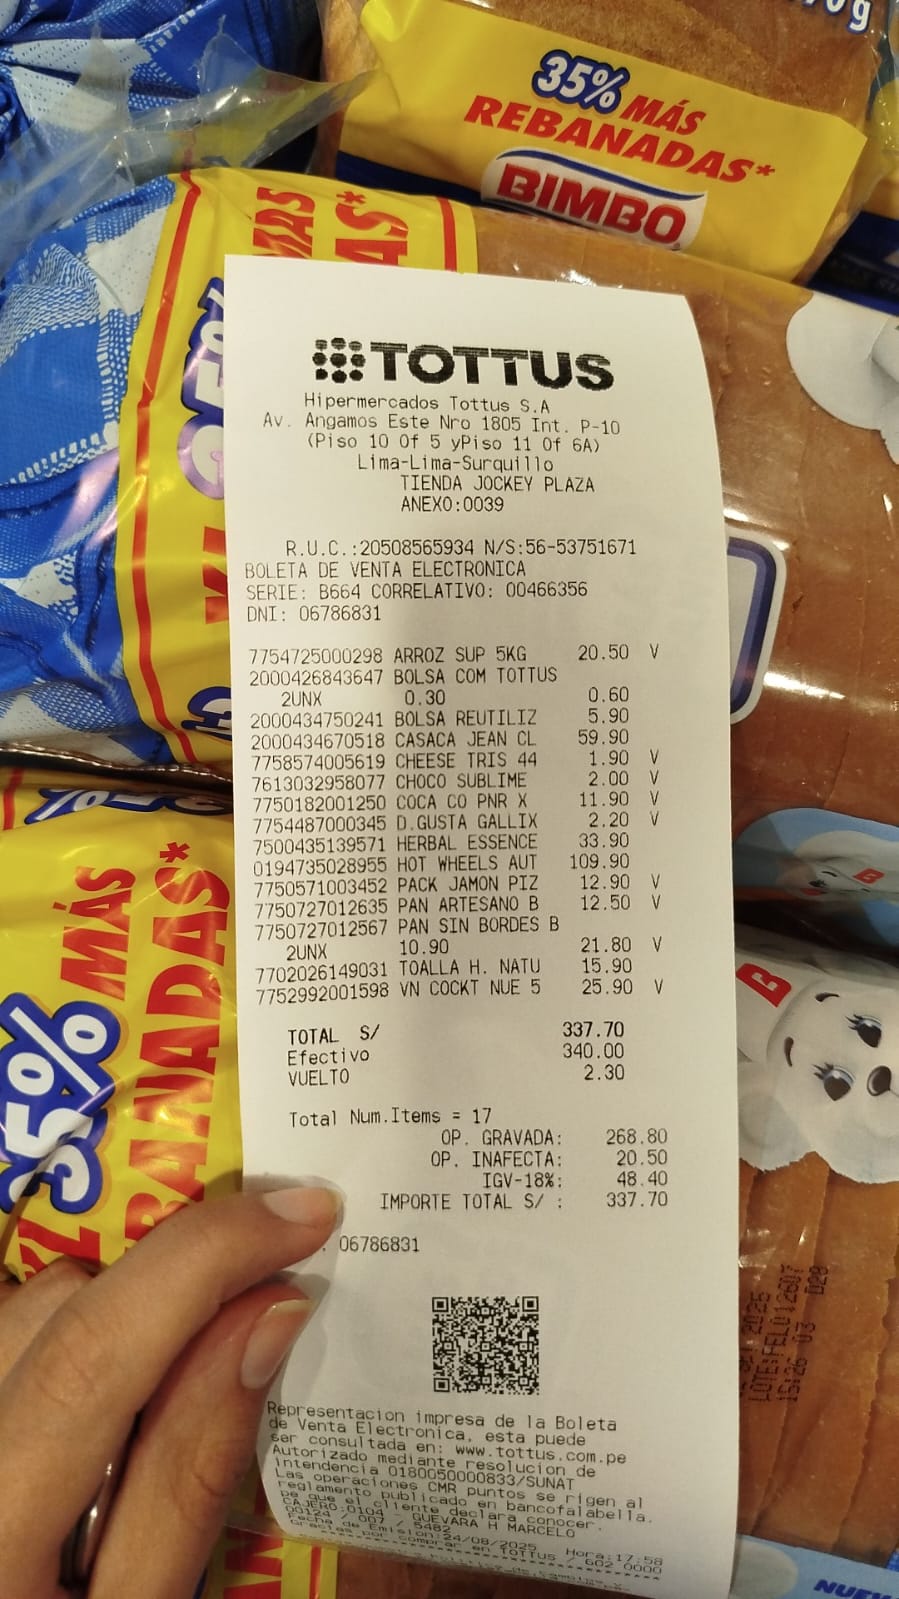 70g
35% MÁS
REBANADAS*
BIMBO
MÁS
AS*
TOTTUS
Hipermercados Tottus S.A
Av. Angamos Este Nro 1805 Int. P-10
(Piso 10 Of 5 yPiso 11 Of 6A)
Lima-Lima-Surquillo
TIENDA JOCKEY PLAZA
ANEXO:0039
R.U.C.:20508565934 N/S:56-53751671
BOLETA DE VENTA ELECTRONICA
SERIE: B664 CORRELATIVO: 00466356
DNI: 06786831
7754725000298 ARROZ SUP 5KG 20.50 V
2000426843647 BOLSA COM TOTTUS
2UNX 0.30 0.60
2000434750241 BOLSA REUTILIZ 5.90
2000434670518 CASACA JEAN CL 59.90
7758574005619 CHEESE TRIS 44 1.90 V
7613032958077 CHOCO SUBLIME 2.00 V
7750182001250 COCA CO PNR X 11.90 V
7754487000345 D.GUSTA GALLIX 2.20 V
7500435139571 HERBAL ESSENCE 33.90
0194735028955 HOT WHEELS AUT 109.90
7750571003452 PACK JAMON PIZ 12.90 V
7750727012635 PAN ARTESANO B 12.50 V
7750727012567 PAN SIN BORDES B
2UNX 10.90 21.80 V
7702026149031 TOALLA H. NATU 15.90
7752992001598 VN COCKT NUE 5 25.90 V
TOTAL S/ 337.70
Efectivo 340.00
VUELTO 2.30
Total Num.Items = 17
OP. GRAVADA: 268.80
OP. INAFECTA: 20.50
IGV-18%: 48.40
IMPORTE TOTAL S/ : 337.70
06786831
Representacion impresa de la Boleta
de Venta Electronica, esta puede
ser consultada en: www.tottus.com.pe
Autorizado mediante resolucion de
intendencia 0180050000833/SUNAT
Las operaciones CMR puntos se rigen al
reglamento publicado en bancofalabella.
pe que el cliente declara conocer.
CAJERO:0104 - GUEVARA H MARCELO
00124 / 007 / 5482
Fecha de Emision:24/08/2025 Hora:17:58
Gracias por comprar en TOTTUS / 602 0000
35% MÁS
BANADAS*
XL
B
B
LOTE:FEL012607
15:26 03 D28
NUEV